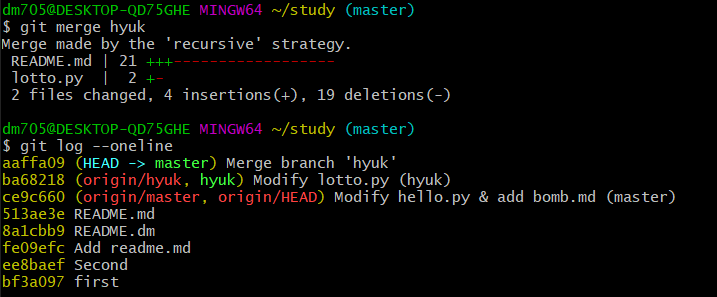 dm705@DESKTOP-QD75GHE MINGW64 ~/study (master)
$ git merge hyuk
Merge made by the 'recursive' strategy.
 README.md | 21 +++------------------
 lotto.py  |  2 +-
 2 files changed, 4 insertions(+), 19 deletions(-)
dm705@DESKTOP-QD75GHE MINGW64 ~/study (master)
$ git log --oneline
aaffa09 (HEAD -> master) Merge branch 'hyuk'
ba68218 (origin/hyuk, hyuk) Modify lotto.py (hyuk)
ce9c660 (origin/master, origin/HEAD) Modify hello.py & add bomb.md (master)
513ae3e README.md
8a1cbb9 README.dm
fe09efc Add readme.md
ee8baef Second
bf3a097 first